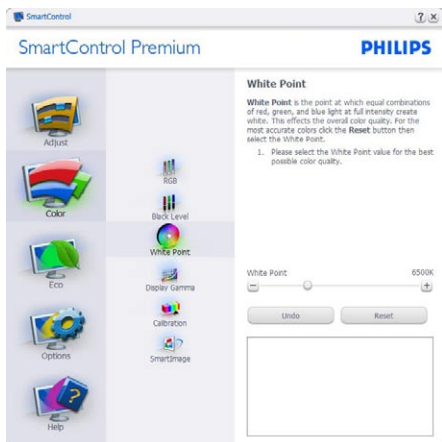 SmartControl
? ×
SmartControl Premium
PHILIPS
Adjust
Color
Eco
Options
Help
RGB
Black Level
White Point
Display Gamma
Calibration
SmartImage
White Point
White Point is the point at which equal combinations
of red, green, and blue light at full intensity create
white. This effects the overall color quality. For the
most accurate colors click the Reset button then
select the White Point.
1. Please select the White Point value for the best
possible color quality.
White Point 6500K
Undo Reset